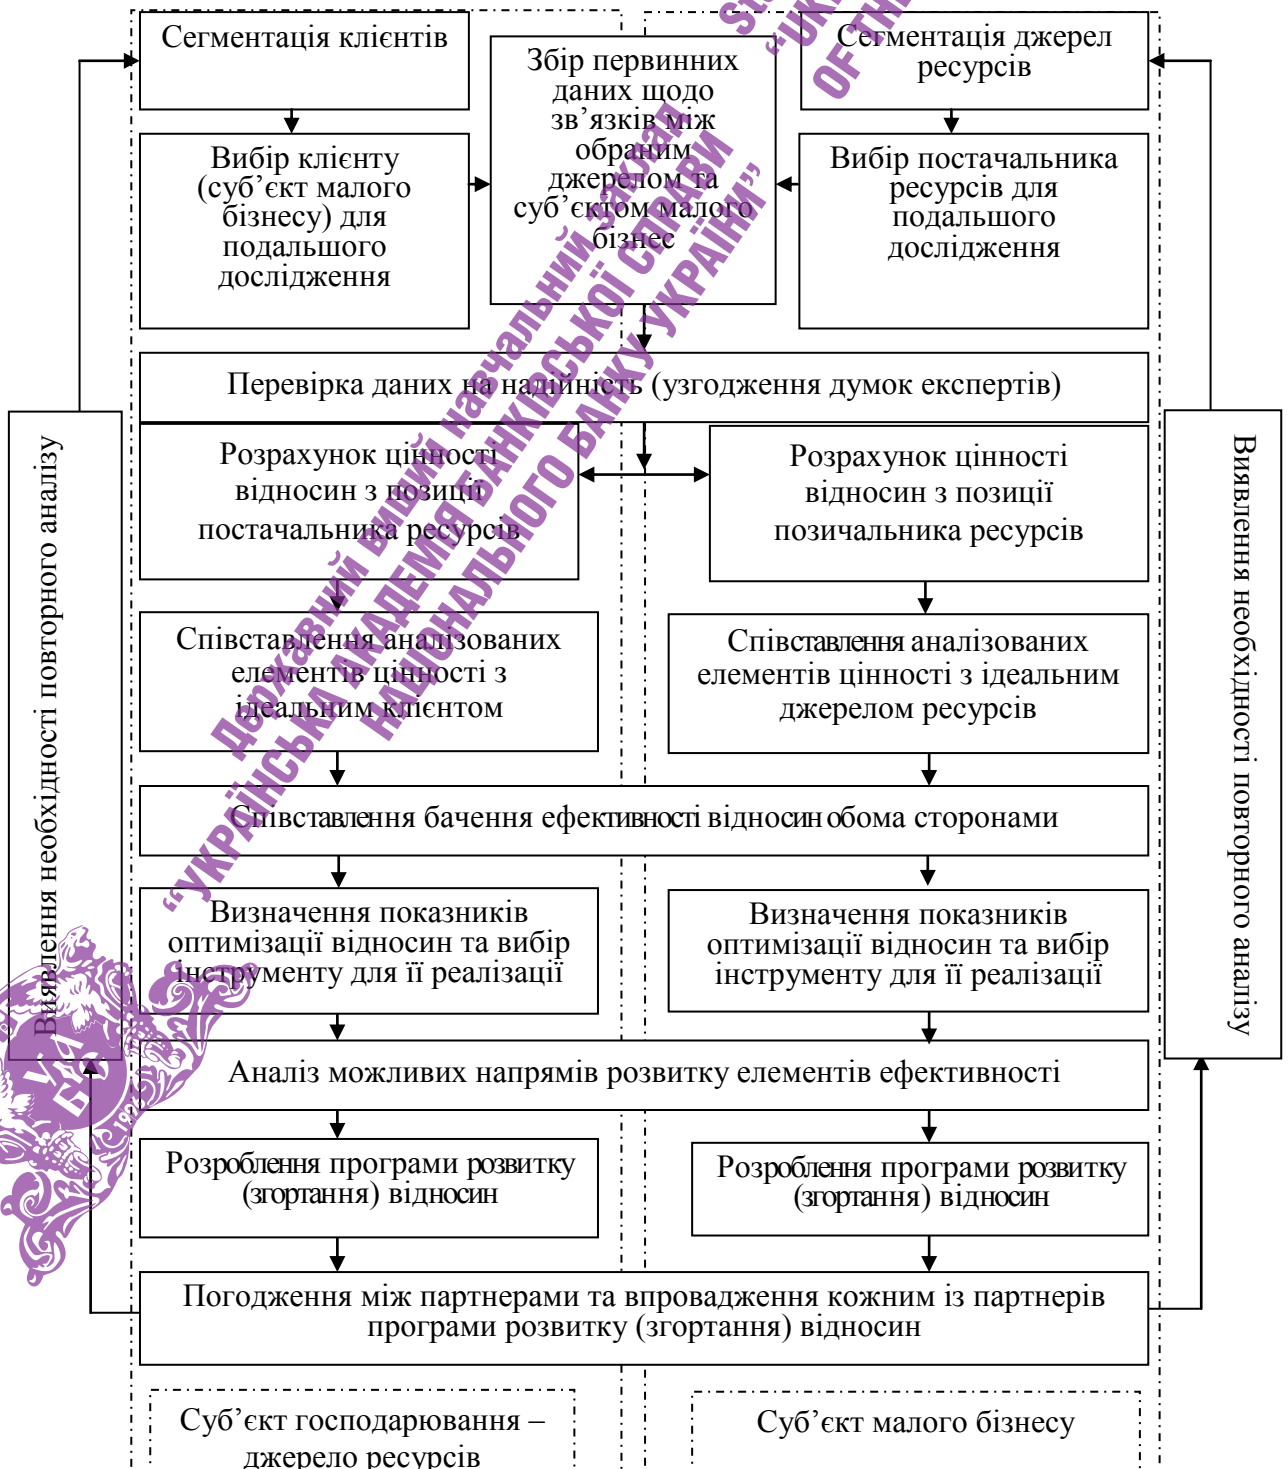 Сегментація клієнтів
Збір первинних
даних щодо
зв’язків між
обраним
джерелом та
суб’єктом малого
бізнес
Сегментація джерел
ресурсів
Вибір клієнту
(суб’єкт малого
бізнесу) для
подальшого
дослідження
Вибір постачальника
ресурсів для
подальшого
дослідження
Перевірка даних на надійність (узгодження думок експертів)
Виявлення необхідності повторного аналізу
Виявлення необхідності повторного аналізу
Розрахунок цінності
відносин з позиції
постачальника ресурсів
Розрахунок цінності
відносин з позиції
позичальника ресурсів
Співставлення аналізованих
елементів цінності з
ідеальним клієнтом
Співставлення аналізованих
елементів цінності з ідеальним
джерелом ресурсів
Співставлення бачення ефективності відносин обома сторонами
Визначення показників
оптимізації відносин та вибір
інструменту для її реалізації
Визначення показників
оптимізації відносин та вибір
інструменту для її реалізації
Аналіз можливих напрямів розвитку елементів ефективності
Розроблення програми розвитку
(згортання) відносин
Розроблення програми розвитку
(згортання) відносин
Погодження між партнерами та впровадження кожним із партнерів
програми розвитку (згортання) відносин
Суб’єкт господарювання –
джерело ресурсів
Суб’єкт малого бізнесу
Державний вищий навчальний заклад
“УКРАЇНСЬКА АКАДЕМІЯ БАНКІВСЬКОЇ СПРАВИ
НАЦІОНАЛЬНОГО БАНКУ УКРАЇНИ”
OF THE